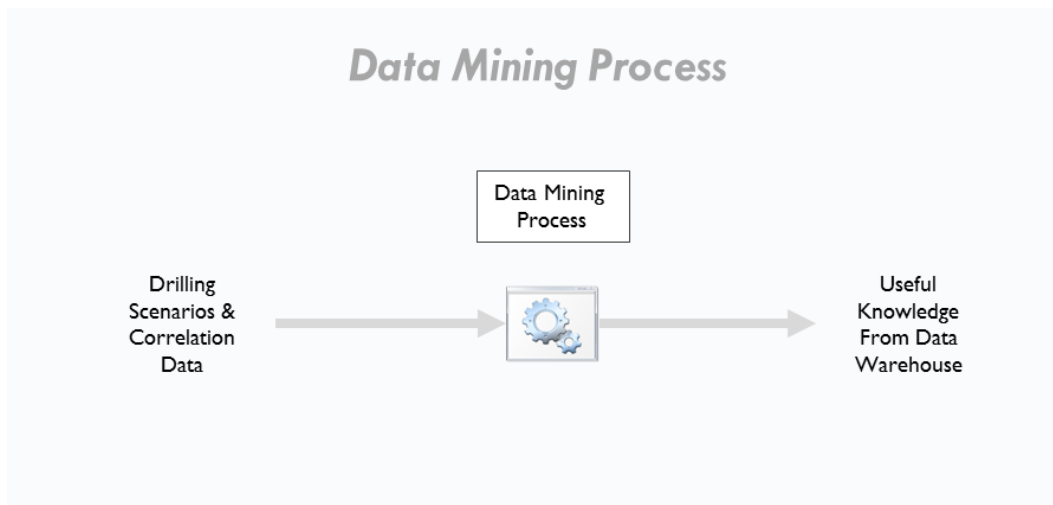 Data Mining Process
Data Mining
Process
Drilling
Scenarios &
Correlation
Data
Useful
Knowledge
From Data
Warehouse